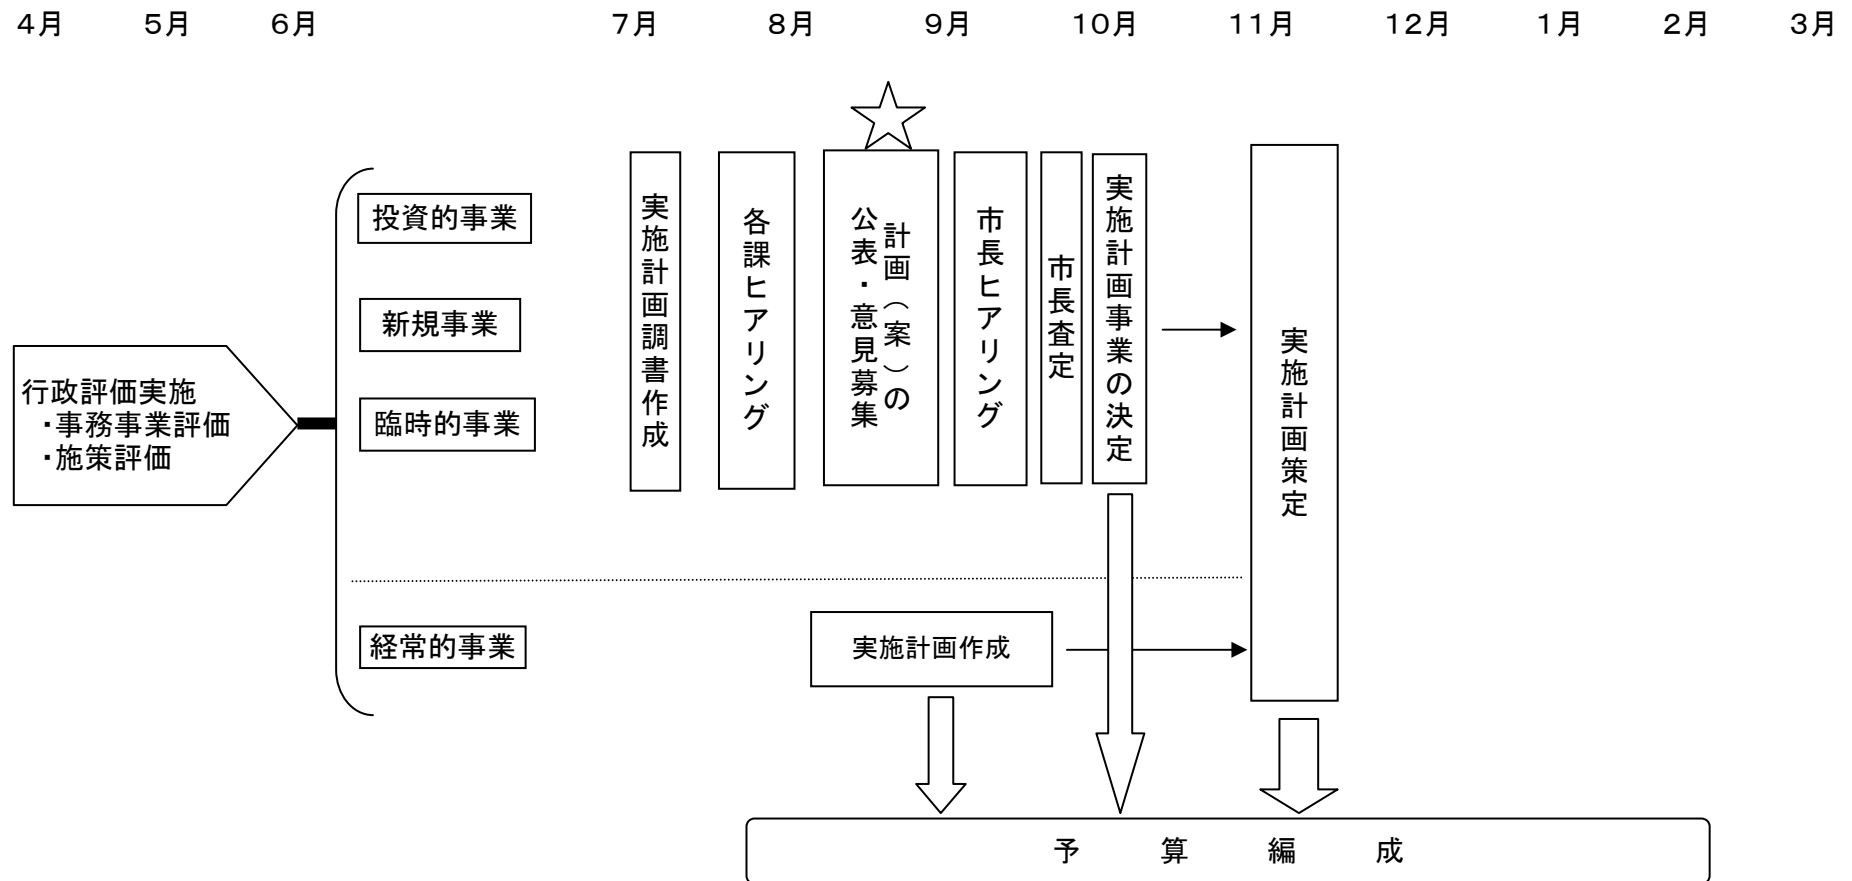 ４月 ５月 ６月 ７月 ８月 ９月 １０月 １１月 １２月 １月 ２月 ３月
行政評価実施
・事務事業評価
・施策評価
投資的事業
新規事業
臨時的事業
経常的事業
実施計画調書作成
各課ヒアリング
計画（案）の
公表・意見募集
市長ヒアリング
市長査定
実施計画事業の決定
実施計画作成
実施計画策定
予算編成